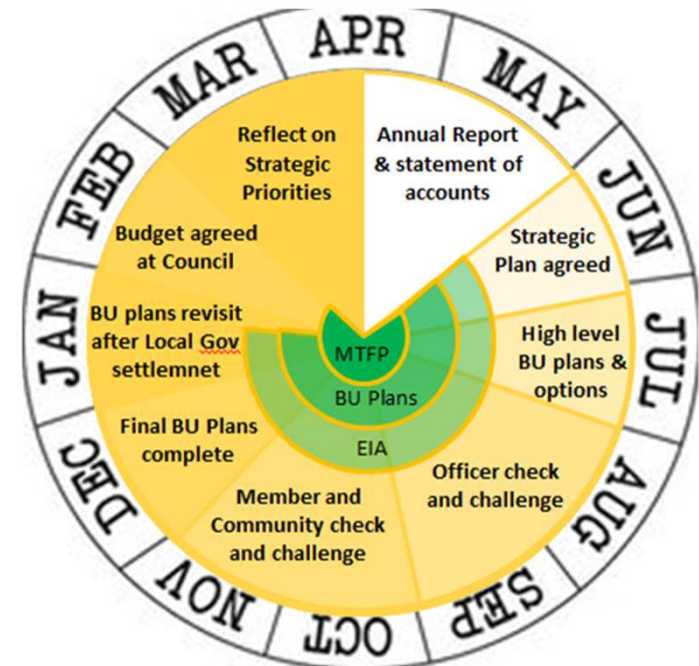 APR
MAY
JUN
JUL
AUG
SEP
OCT
NOV
DEC
JAN
FEB
MAR
Annual Report
& statement of
accounts
Strategic
Plan agreed
High level
BU plans &
options
Officer check
and challenge
Member and
Community check
and challenge
Final BU Plans
complete
BU plans revisit
after Local Gov
settlemnet
Budget agreed
at Council
Reflect on
Strategic
Priorities
MTFP
BU Plans
EIA